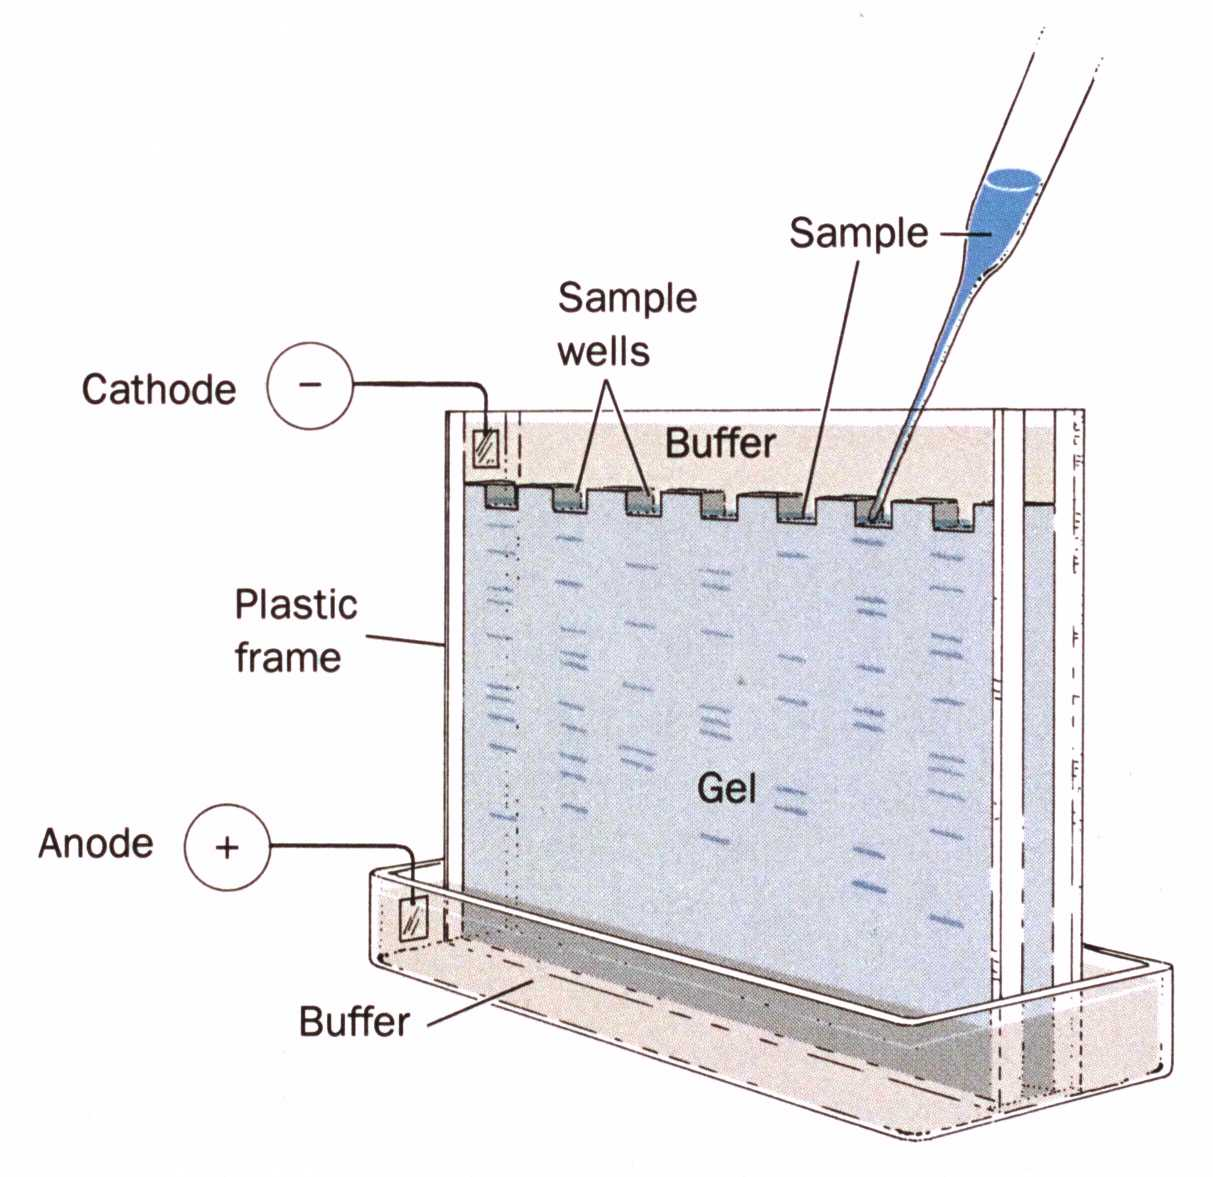 Sample
Sample
wells
Cathode −
Buffer
Plastic
frame
Gel
Anode +
Buffer